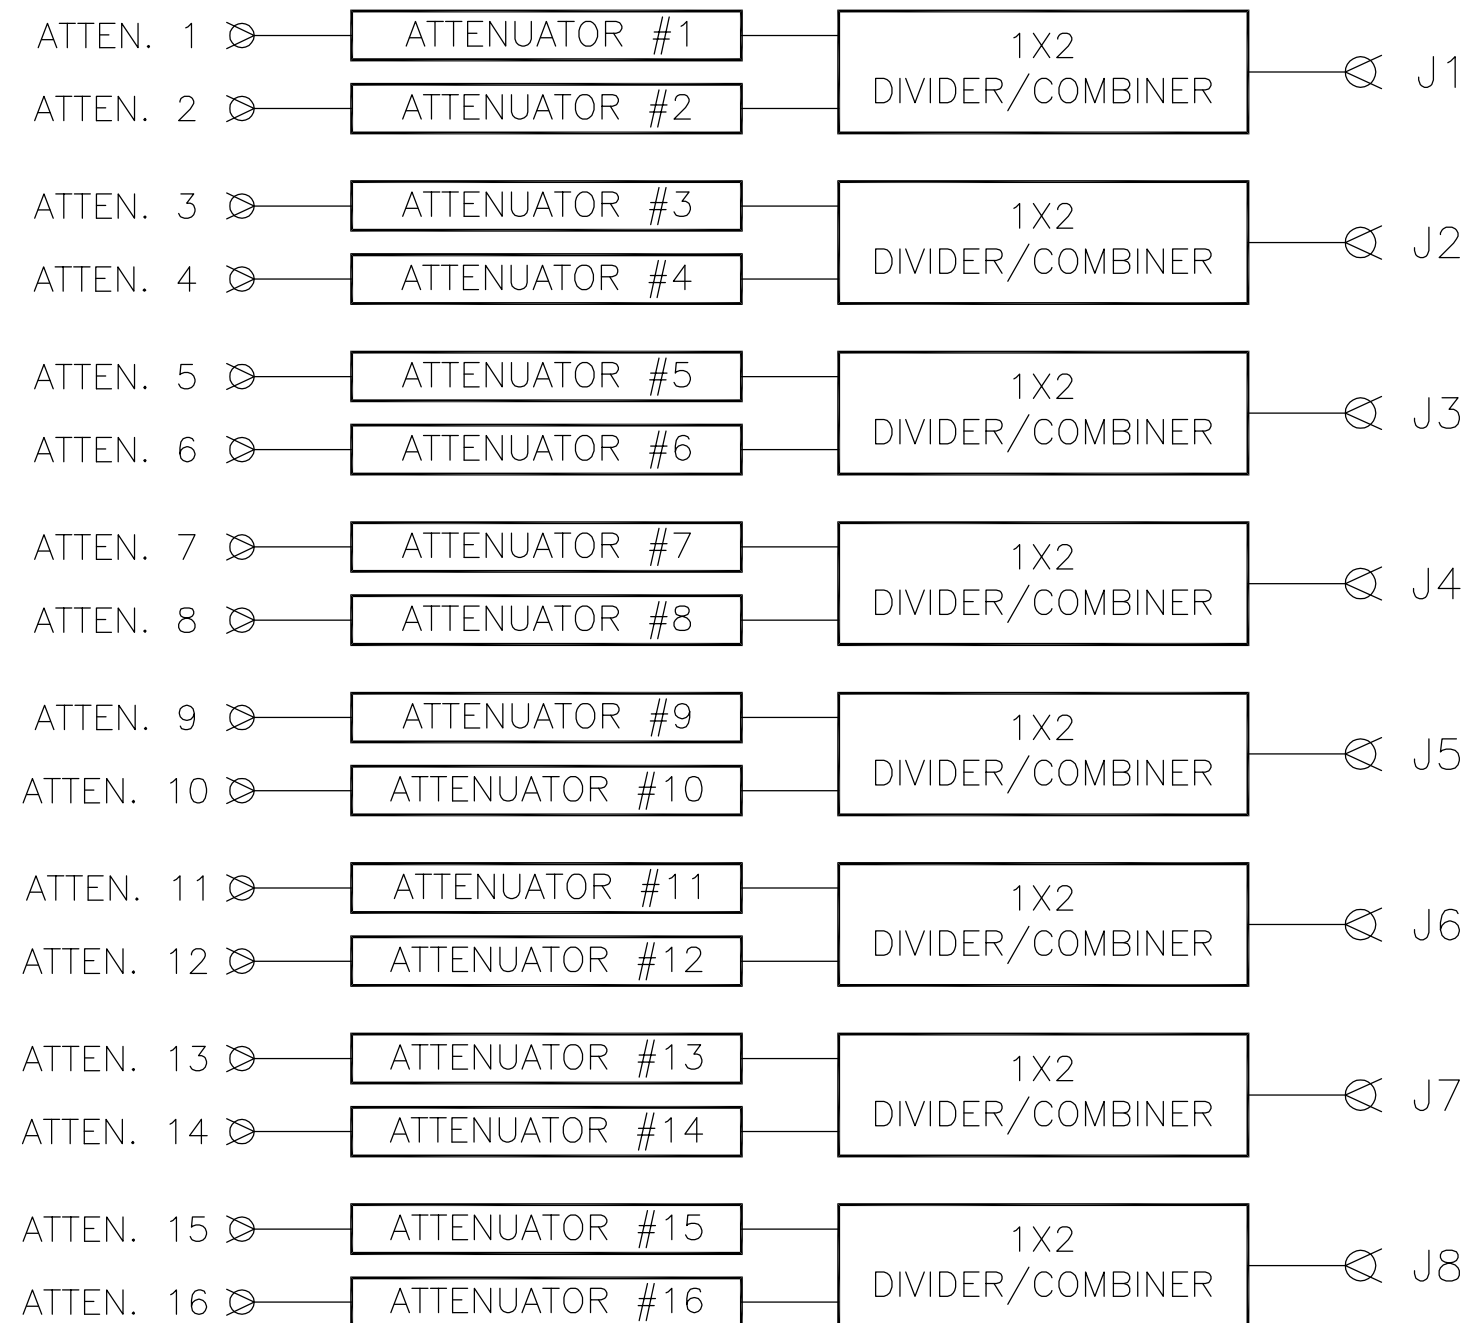 ATTEN. 1 ATTENUATOR #1 1X2 J1
DIVIDER/COMBINER
ATTEN. 2 ATTENUATOR #2
ATTEN. 3 ATTENUATOR #3 1X2 J2
DIVIDER/COMBINER
ATTEN. 4 ATTENUATOR #4
ATTEN. 5 ATTENUATOR #5 1X2 J3
DIVIDER/COMBINER
ATTEN. 6 ATTENUATOR #6
ATTEN. 7 ATTENUATOR #7 1X2 J4
DIVIDER/COMBINER
ATTEN. 8 ATTENUATOR #8
ATTEN. 9 ATTENUATOR #9 1X2 J5
DIVIDER/COMBINER
ATTEN. 10 ATTENUATOR #10
ATTEN. 11 ATTENUATOR #11 1X2 J6
DIVIDER/COMBINER
ATTEN. 12 ATTENUATOR #12
ATTEN. 13 ATTENUATOR #13 1X2 J7
DIVIDER/COMBINER
ATTEN. 14 ATTENUATOR #14
ATTEN. 15 ATTENUATOR #15 1X2 J8
DIVIDER/COMBINER
ATTEN. 16 ATTENUATOR #16